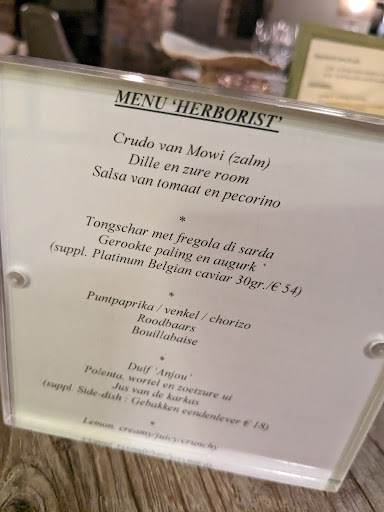 MENU 'HERBORIST'
Crudo van Mowi (zalm)
Dille en zure room
Salsa van tomaat en pecorino
*
Tongschar met fregola di sarda
Gerookte paling en augurk
(suppl. Platinum Belgian caviar 30gr./€ 54)
*
Puntpaprika / venkel / chorizo
Roodbaars
Bouillabaise
*
Duif 'Anjou'
Polenta, wortel en zoetzure ui
Jus van de karkas
(suppl. Side-dish : Gebakken eendenlever € 18)
*
Lemon, creamy/juicy/crunchy